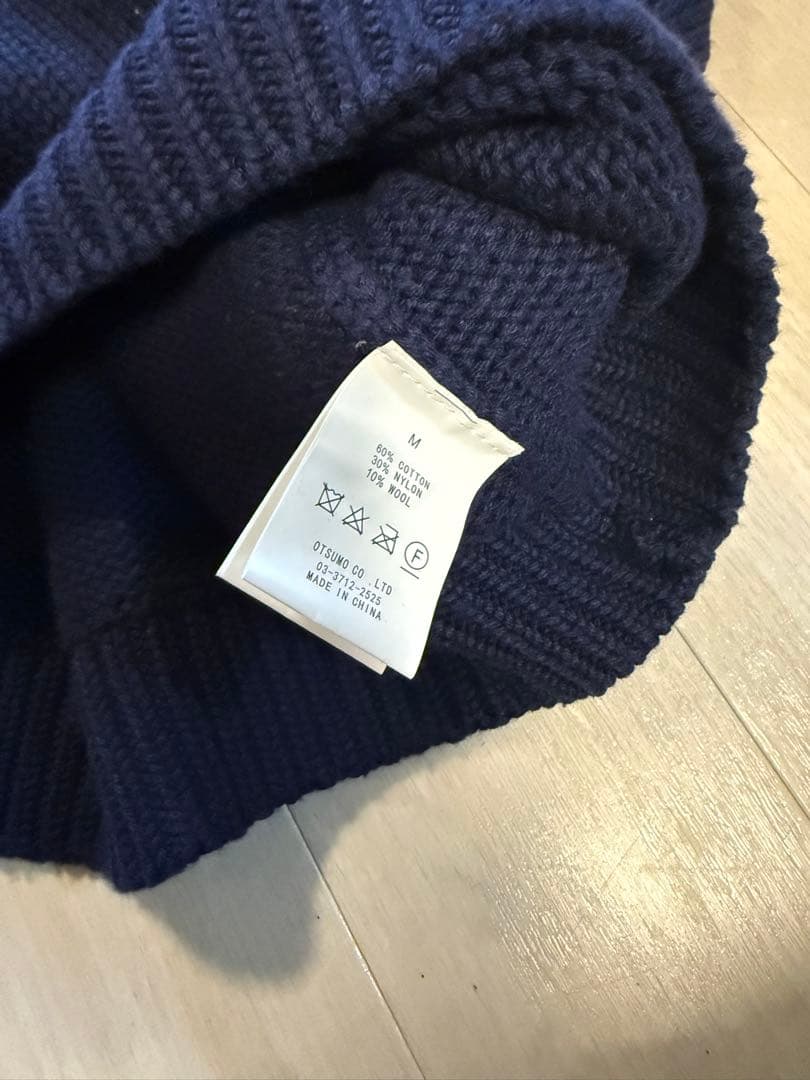 M
60% COTTON
30% NYLON
10% WOOL
F
OTSUMO CO .LTD
03-3712-2525
MADE IN CHINA